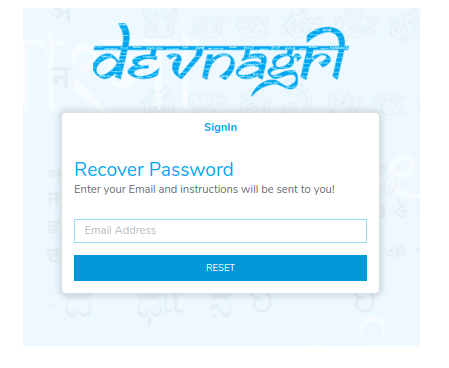 devnagri
SignIn
Recover Password
Enter your Email and instructions will be sent to you!
Email Address
RESET